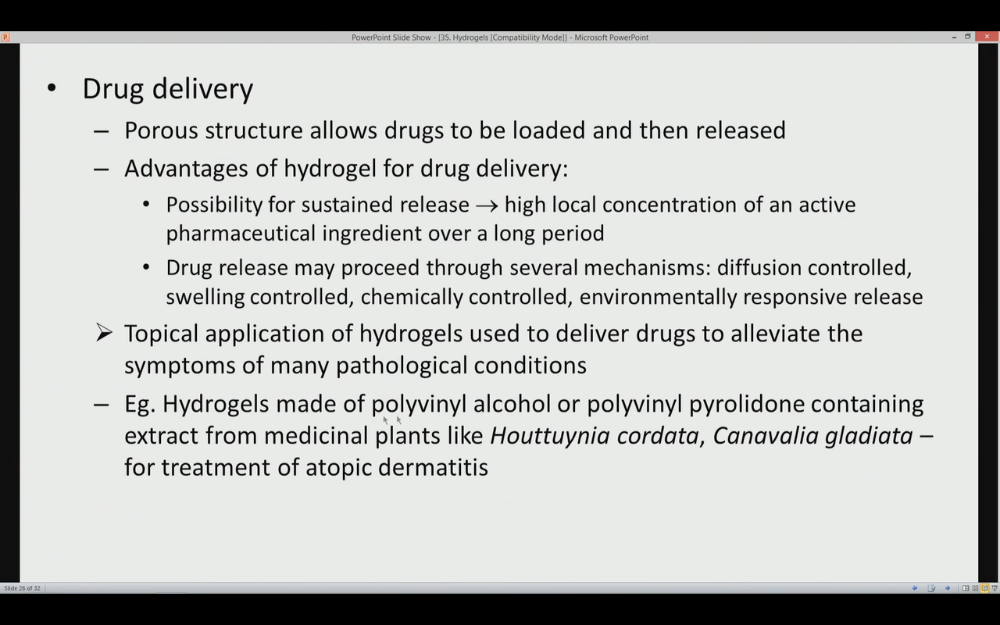 PowerPoint Slide Show - [35. Hydrogels [Compatibility Mode]] - Microsoft PowerPoint
• Drug delivery
– Porous structure allows drugs to be loaded and then released
– Advantages of hydrogel for drug delivery:
• Possibility for sustained release → high local concentration of an active
pharmaceutical ingredient over a long period
• Drug release may proceed through several mechanisms: diffusion controlled,
swelling controlled, chemically controlled, environmentally responsive release
➢ Topical application of hydrogels used to deliver drugs to alleviate the
symptoms of many pathological conditions
– Eg. Hydrogels made of polyvinyl alcohol or polyvinyl pyrolidone containing
extract from medicinal plants like Houttuynia cordata, Canavalia gladiata –
for treatment of atopic dermatitis
Slide 26 of 32